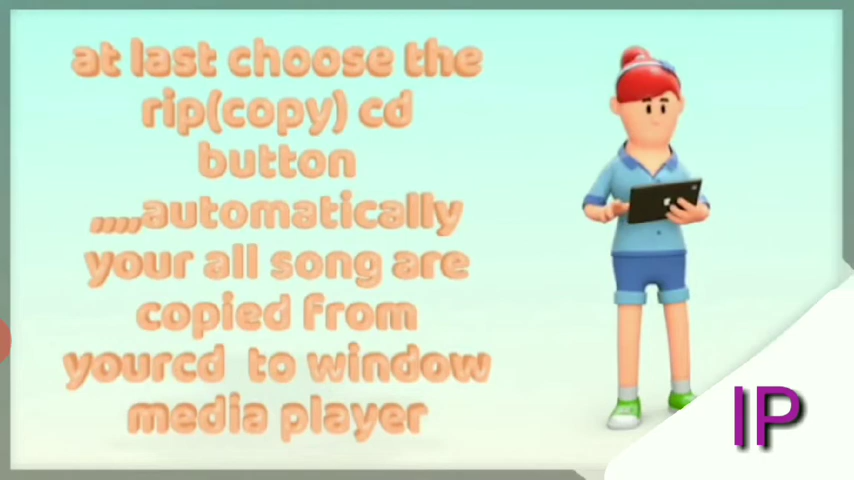 at last choose the
rip(copy) cd
button
,,,,automatically
your all song are
copied from
yourcd to window
media player
IP